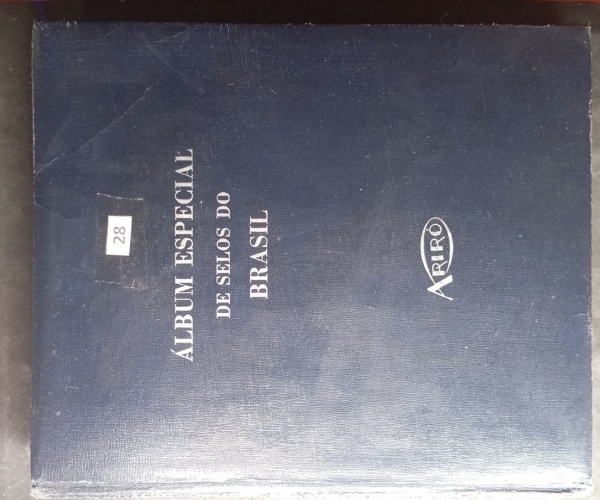 28
ÁLBUM ESPECIAL
DE SELOS DO
BRASIL
ARIRÓ